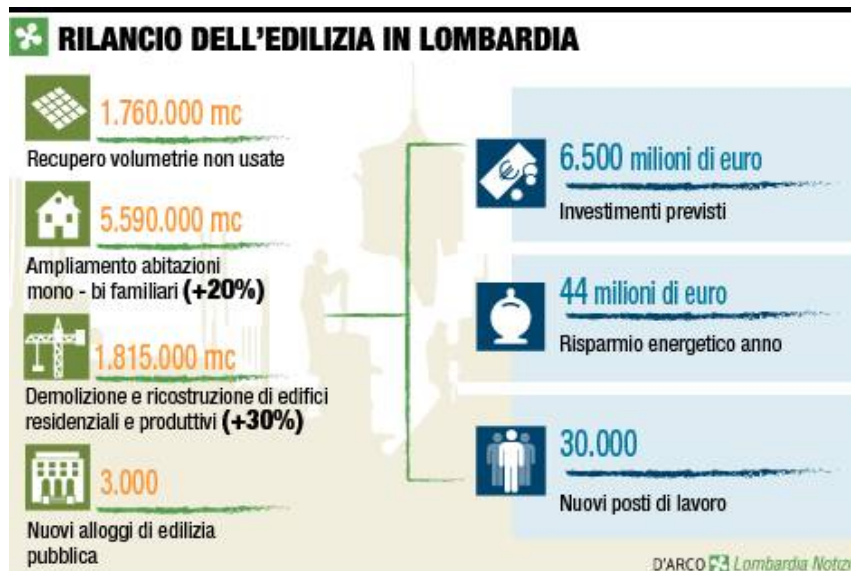 RILANCIO DELL'EDILIZIA IN LOMBARDIA
1.760.000 mc
Recupero volumetrie non usate
5.590.000 mc
Ampliamento abitazioni
mono - bi familiari (+20%)
1.815.000 mc
Demolizione e ricostruzione di edifici
residenziali e produttivi (+30%)
3.000
Nuovi alloggi di edilizia
pubblica
6.500 milioni di euro
Investimenti previsti
44 milioni di euro
Risparmio energetico anno
30.000
Nuovi posti di lavoro
D'ARCO Lombardia